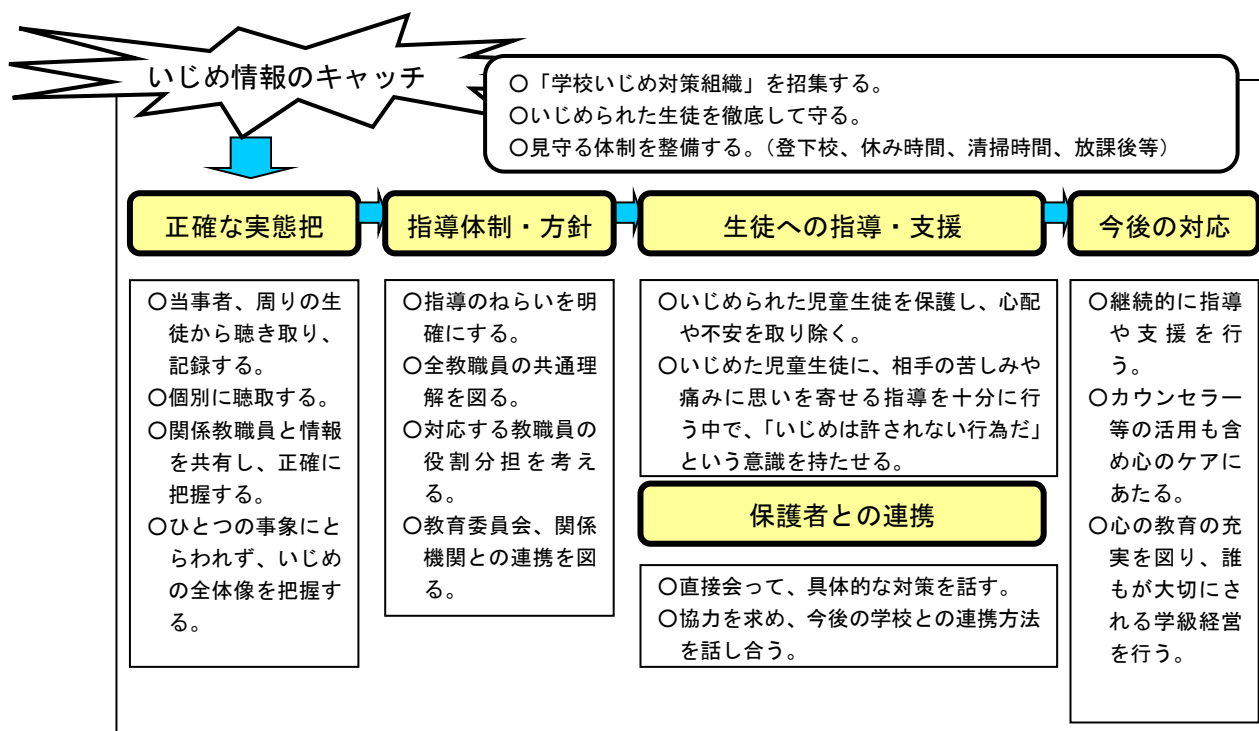 いじめ情報のキャッチ
○「学校いじめ対策組織」を招集する。
○いじめられた生徒を徹底して守る。
○見守る体制を整備する。（登下校、休み時間、清掃時間、放課後等）
正確な実態把
○当事者、周りの生
徒から聴き取り、
記録する。
○個別に聴取する。
○関係教職員と情報
を共有し、正確に
把握する。
○ひとつの事象にと
らわれず、いじめ
の全体像を把握す
る。
指導体制・方針
○指導のねらいを明
確にする。
○全教職員の共通理
解を図る。
○対応する教職員の
役割分担を考え
る。
○教育委員会、関係
機関との連携を図
る。
生徒への指導・支援
○いじめられた児童生徒を保護し、心配
や不安を取り除く。
○いじめた児童生徒に、相手の苦しみや
痛みに思いを寄せる指導を十分に行
う中で、「いじめは許されない行為だ」
という意識を持たせる。
保護者との連携
○直接会って、具体的な対策を話す。
○協力を求め、今後の学校との連携方法
を話し合う。
今後の対応
○継続的に指導
や支援を行
う。
○カウンセラー
等の活用も含
め心のケアに
あたる。
○心の教育の充
実を図り、誰
もが大切にさ
れる学級経営
を行う。